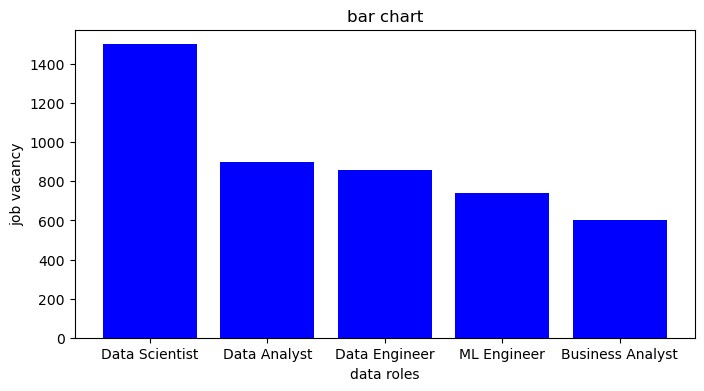 bar chart
job vacancy
1400
1200
1000
800
600
400
200
0
Data Scientist Data Analyst Data Engineer ML Engineer Business Analyst
data roles